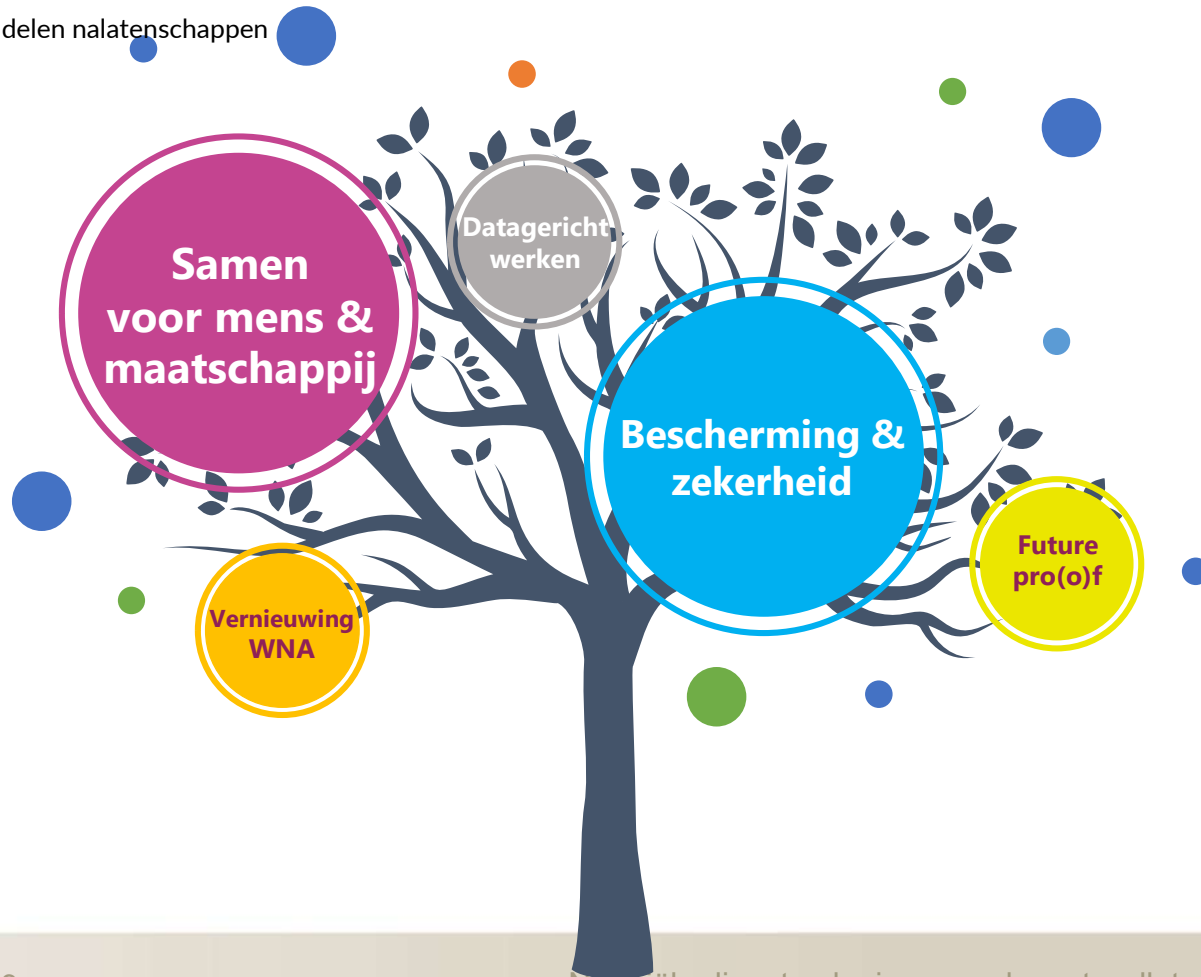 delen nalatenschappen
Samen
voor mens &
maatschappij
Datagericht
werken
Bescherming &
zekerheid
Future
pro(o)f
Vernieuwing
WNA